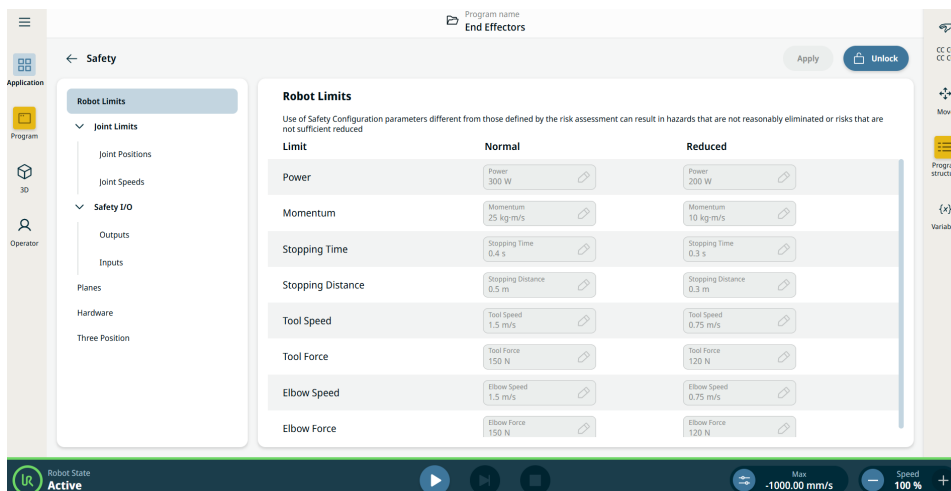 Program name
End Effectors
Application
Program
3D
Operator
Safety
Apply
Unlock
Robot Limits
Joint Limits
Joint Positions
Joint Speeds
Safety I/O
Outputs
Inputs
Planes
Hardware
Three Position
Robot Limits
Use of Safety Configuration parameters different from those defined by the risk assessment can result in hazards that are not reasonably eliminated or risks that are
not sufficient reduced
Limit Normal Reduced
Power
Power
300 W
Power
200 W
Momentum
Momentum
25 kg·m/s
Momentum
10 kg·m/s
Stopping Time
Stopping Time
0.4 s
Stopping Time
0.3 s
Stopping Distance
Stopping Distance
0.5 m
Stopping Distance
0.3 m
Tool Speed
Tool Speed
1.5 m/s
Tool Speed
0.75 m/s
Tool Force
Tool Force
150 N
Tool Force
120 N
Elbow Speed
Elbow Speed
1.5 m/s
Elbow Speed
0.75 m/s
Elbow Force
Elbow Force
150 N
Elbow Force
120 N
CC C
CC C
Mov
Progra
struct
{x}
Variab
UR
Robot State
Active
Max
-1000.00 mm/s
Speed
100 %